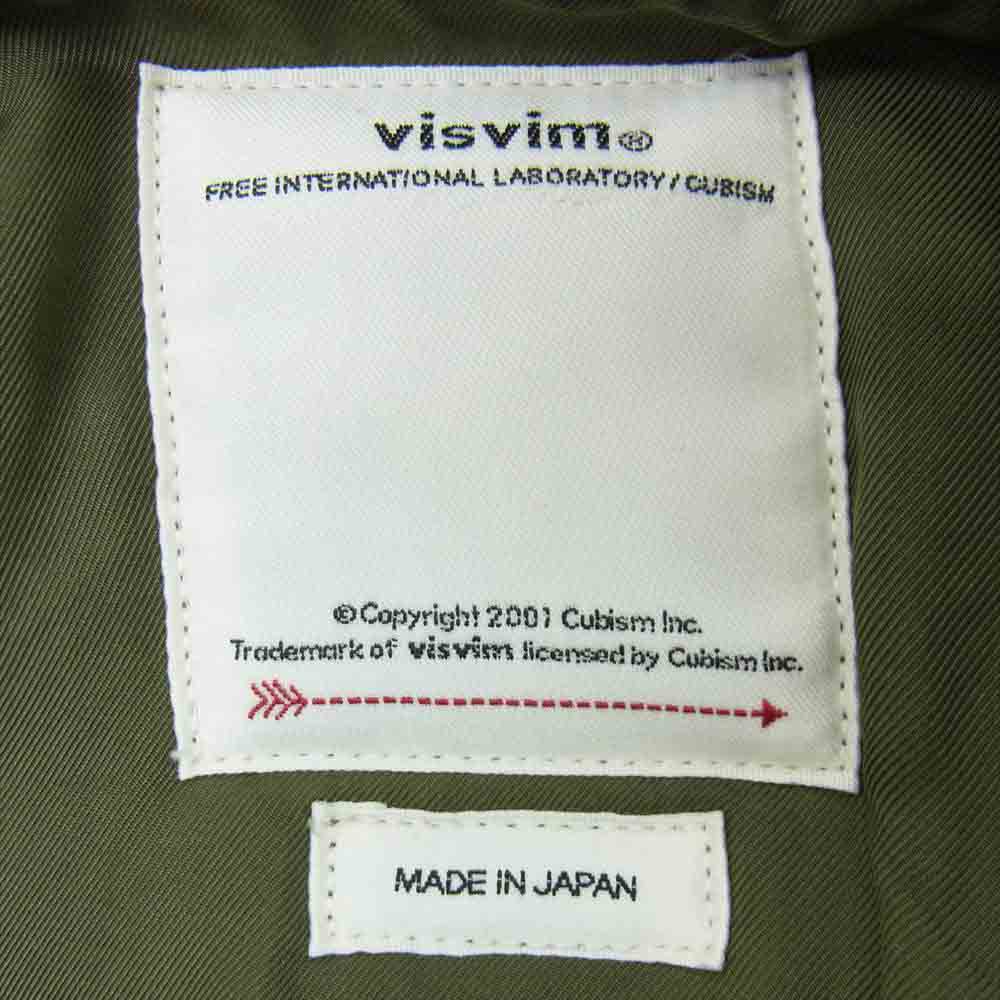 visvim®
FREE INTERNATIONAL LABORATORY / CUBISM
© Copyright 2001 Cubism Inc.
Trademark of visvim licensed by Cubism Inc.
MADE IN JAPAN